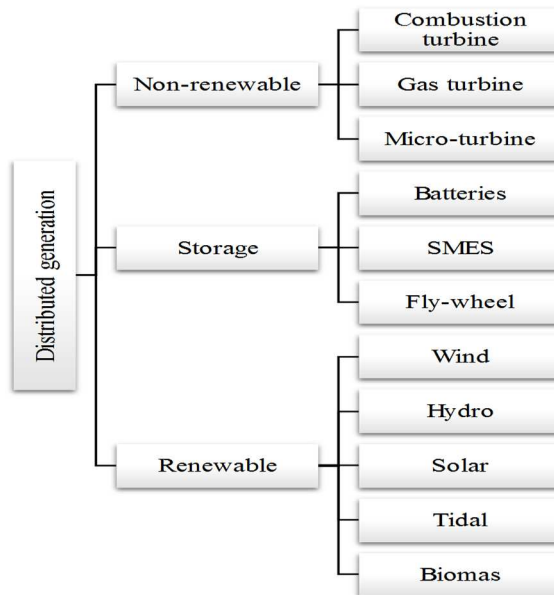 Distributed generation
Non-renewable
Combustion
turbine
Gas turbine
Micro-turbine
Storage
Batteries
SMES
Fly-wheel
Renewable
Wind
Hydro
Solar
Tidal
Biomas